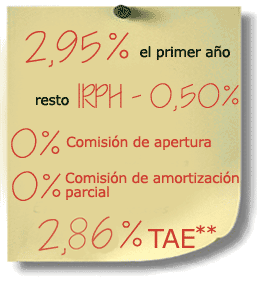 2,95% el primer año
resto IRPH - 0,50%
0% Comisión de apertura
0% Comisión de amortización
parcial
2,86% TAE**